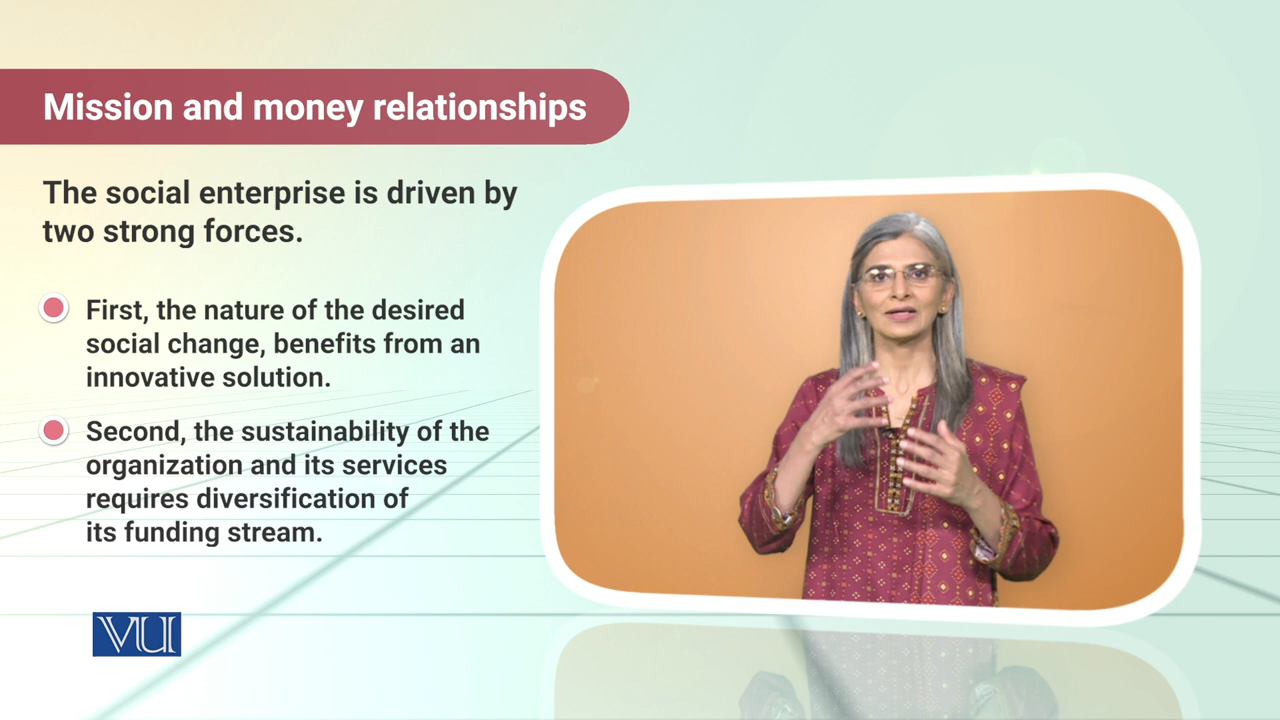 Mission and money relationships
The social enterprise is driven by
two strong forces.
First, the nature of the desired
social change, benefits from an
innovative solution.
Second, the sustainability of the
organization and its services
requires diversification of
its funding stream.
VU